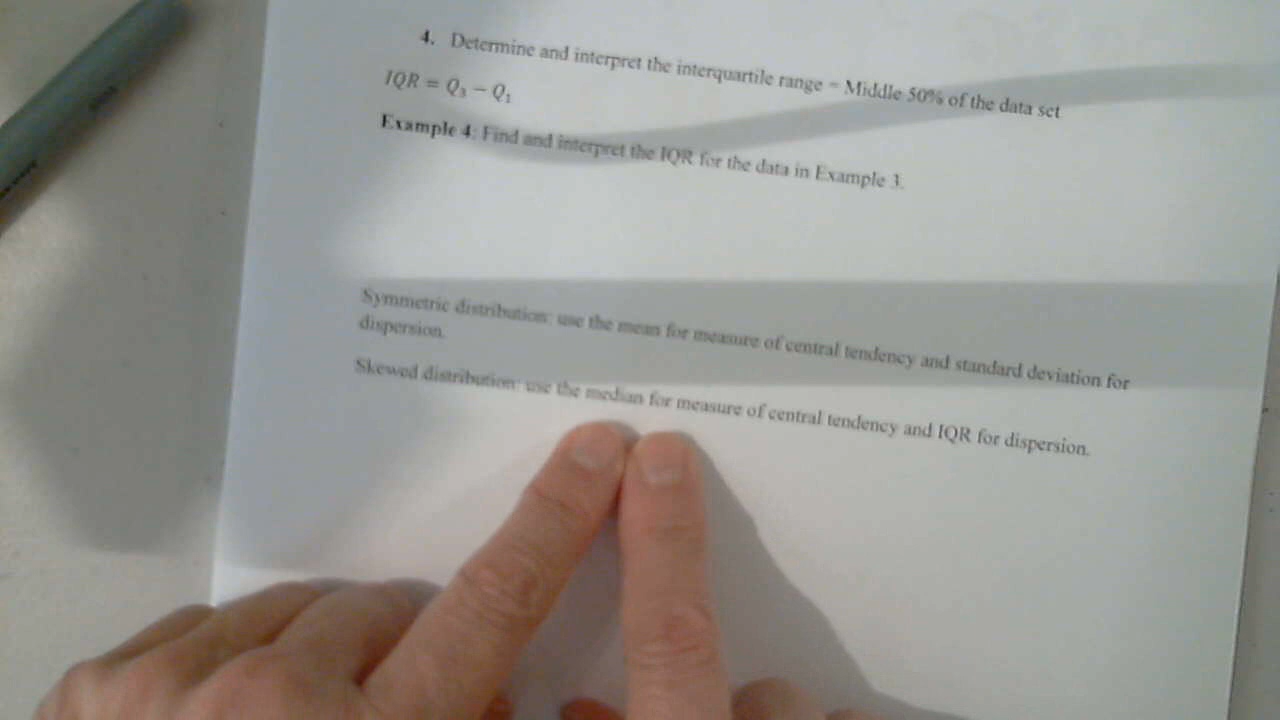 4. Determine and interpret the interquartile range - Middle 50% of the data set
IQR = Q₃ − Q₁
Example 4: Find and interpret the IQR for the data in Example 3.
Symmetric distribution: use the mean for measure of central tendency and standard deviation for
dispersion.
Skewed distribution: use the median for measure of central tendency and IQR for dispersion.